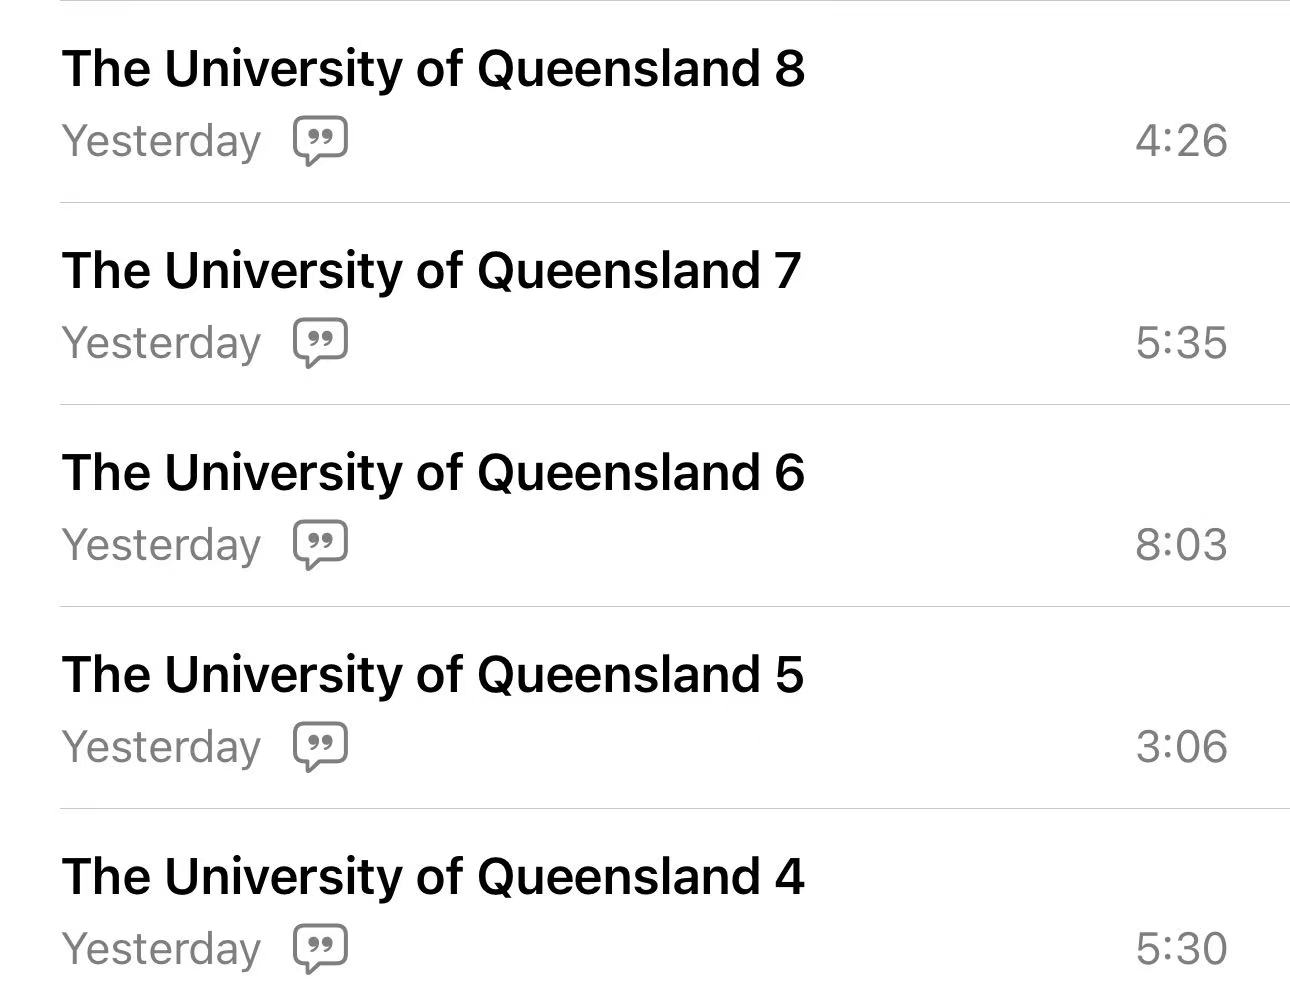 The University of Queensland 8
Yesterday
4:26
The University of Queensland 7
Yesterday
5:35
The University of Queensland 6
Yesterday
8:03
The University of Queensland 5
Yesterday
3:06
The University of Queensland 4
Yesterday
5:30